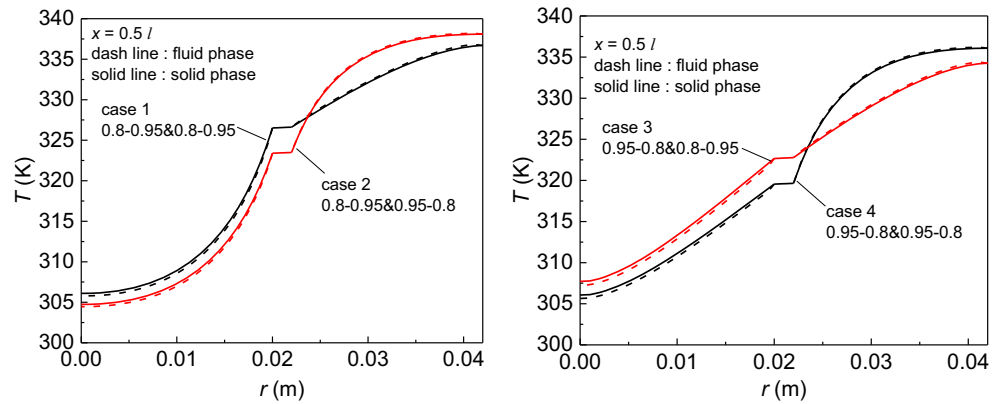 340
335
330
325
320
315
310
305
300
T (K)
x = 0.5 l
dash line : fluid phase
solid line : solid phase
case 1
0.8-0.95&0.8-0.95
case 2
0.8-0.95&0.95-0.8
0.00
0.01
0.02
0.03
0.04
r (m)
340
335
330
325
320
315
310
305
300
T (K)
x = 0.5 l
dash line : fluid phase
solid line : solid phase
case 3
0.95-0.8&0.8-0.95
case 4
0.95-0.8&0.95-0.8
0.00
0.01
0.02
0.03
0.04
r (m)